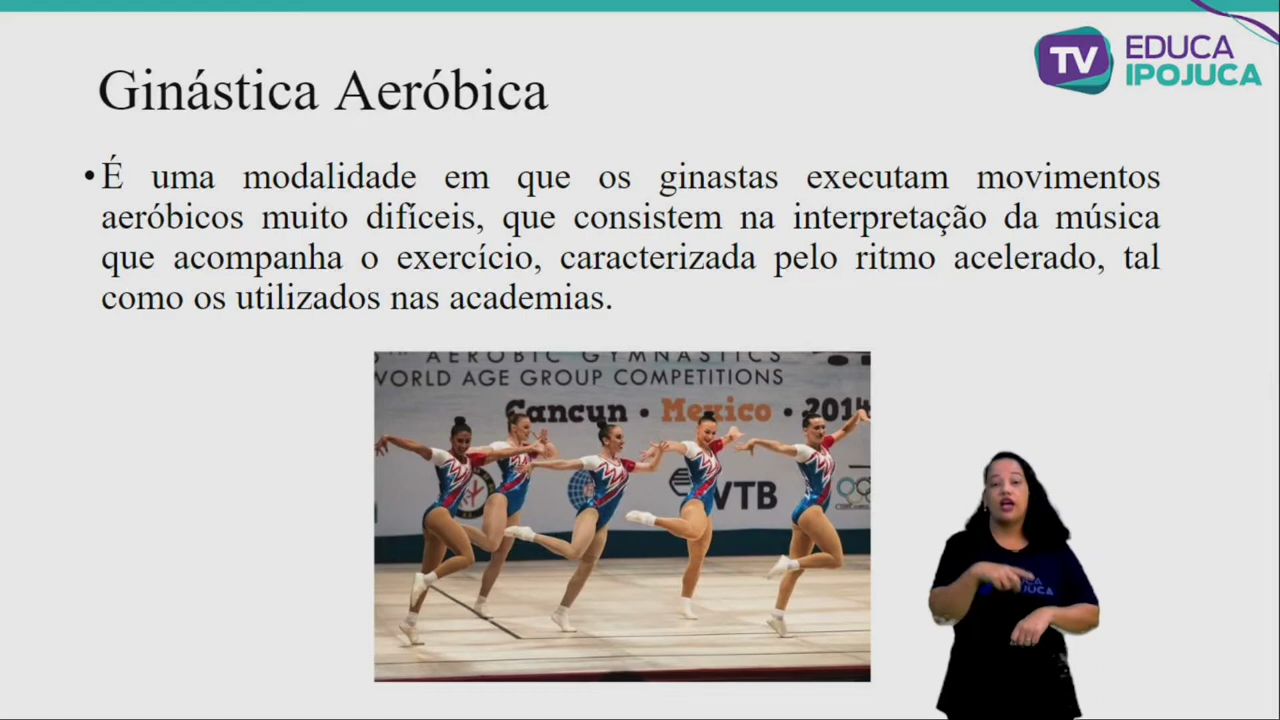 TV EDUCA
IPOJUCA
Ginástica Aeróbica
•É uma modalidade em que os ginastas executam movimentos
aeróbicos muito difíceis, que consistem na interpretação da música
que acompanha o exercício, caracterizada pelo ritmo acelerado, tal
como os utilizados nas academias.
AEROBIC GYMNASTICS
WORLD AGE GROUP COMPETITIONS
Cancun • Mexico • 2014
VTB